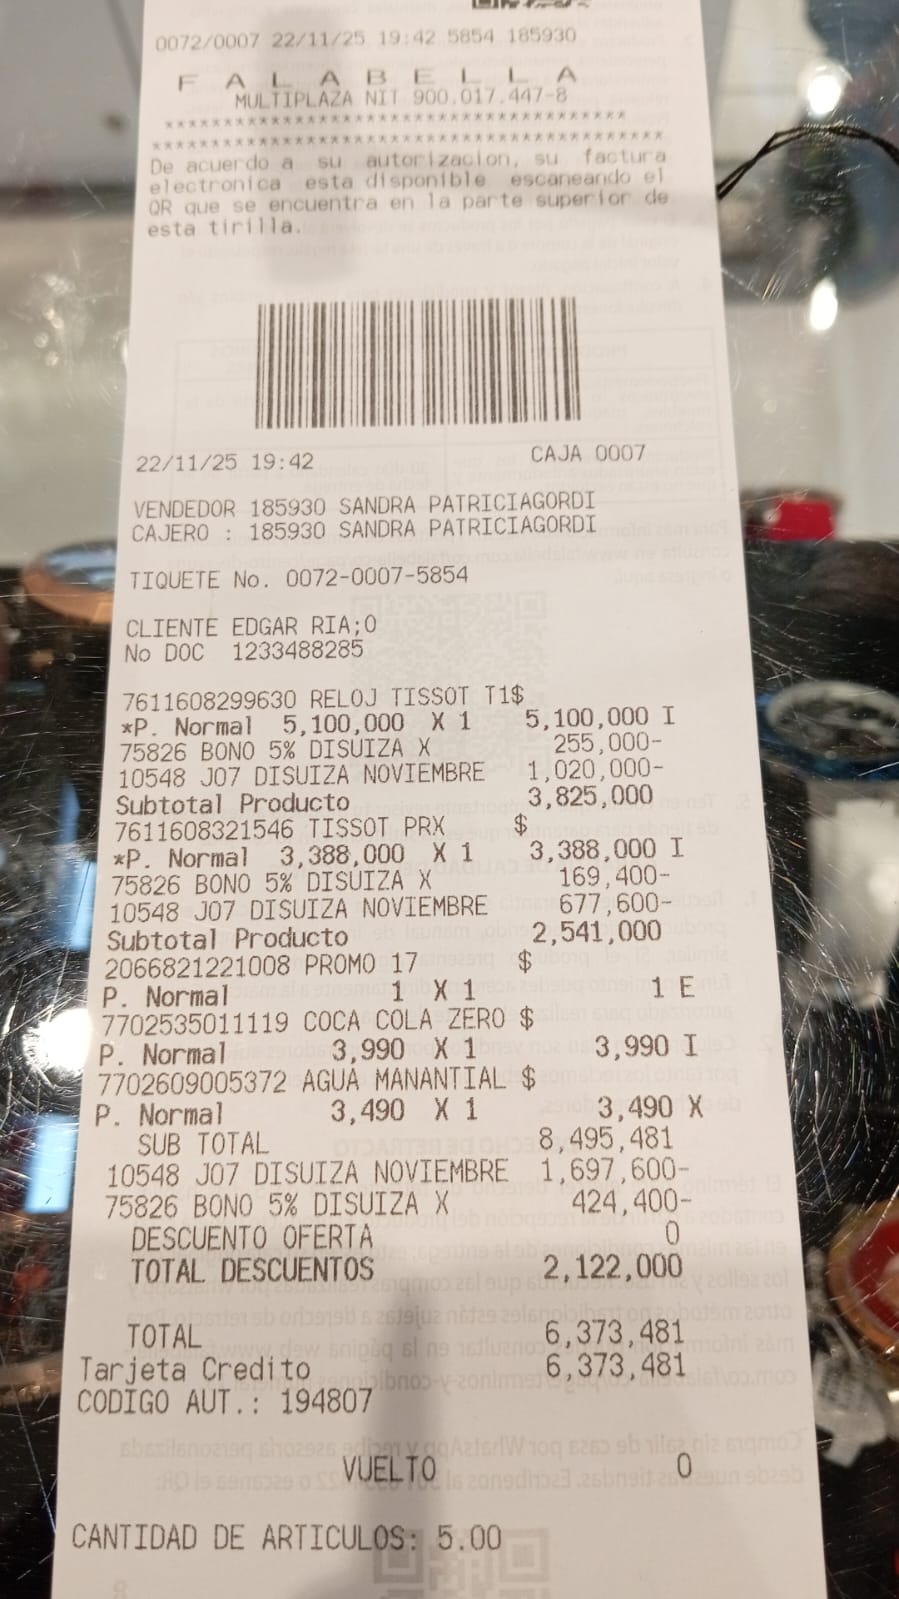 0072/0007 22/11/25 19:42 5854 185930
F A L A B E L L A
MULTIPLAZA NIT 900.017.447-8
****************************************
********************************************
De acuerdo a su autorizacion, su factura
electronica esta disponible escaneando el
QR que se encuentra en la parte superior de
esta tirilla.
22/11/25 19:42 CAJA 0007
VENDEDOR 185930 SANDRA PATRICIAGORDI
CAJERO : 185930 SANDRA PATRICIAGORDI
TIQUETE No. 0072-0007-5854
CLIENTE EDGAR RIA;O
No DOC 1233488285
7611608299630 RELOJ TISSOT T1$
*P. Normal 5,100,000 X 1 5,100,000 I
75826 BONO 5% DISUIZA X 255,000-
10548 J07 DISUIZA NOVIEMBRE 1,020,000-
Subtotal Producto 3,825,000
7611608321546 TISSOT PRX $
*P. Normal 3,388,000 X 1 3,388,000 I
75826 BONO 5% DISUIZA X 169,400-
10548 J07 DISUIZA NOVIEMBRE 677,600-
Subtotal Producto 2,541,000
2066821221008 PROMO 17 $
P. Normal 1 X 1 1 E
7702535011119 COCA COLA ZERO $
P. Normal 3,990 X 1 3,990 I
7702609005372 AGUA MANANTIAL $
P. Normal 3,490 X 1 3,490 X
SUB TOTAL 8,495,481
10548 J07 DISUIZA NOVIEMBRE 1,697,600-
75826 BONO 5% DISUIZA X 424,400-
DESCUENTO OFERTA 0
TOTAL DESCUENTOS 2,122,000
TOTAL 6,373,481
Tarjeta Credito 6,373,481
CODIGO AUT.: 194807
VUELTO 0
CANTIDAD DE ARTICULOS: 5.00